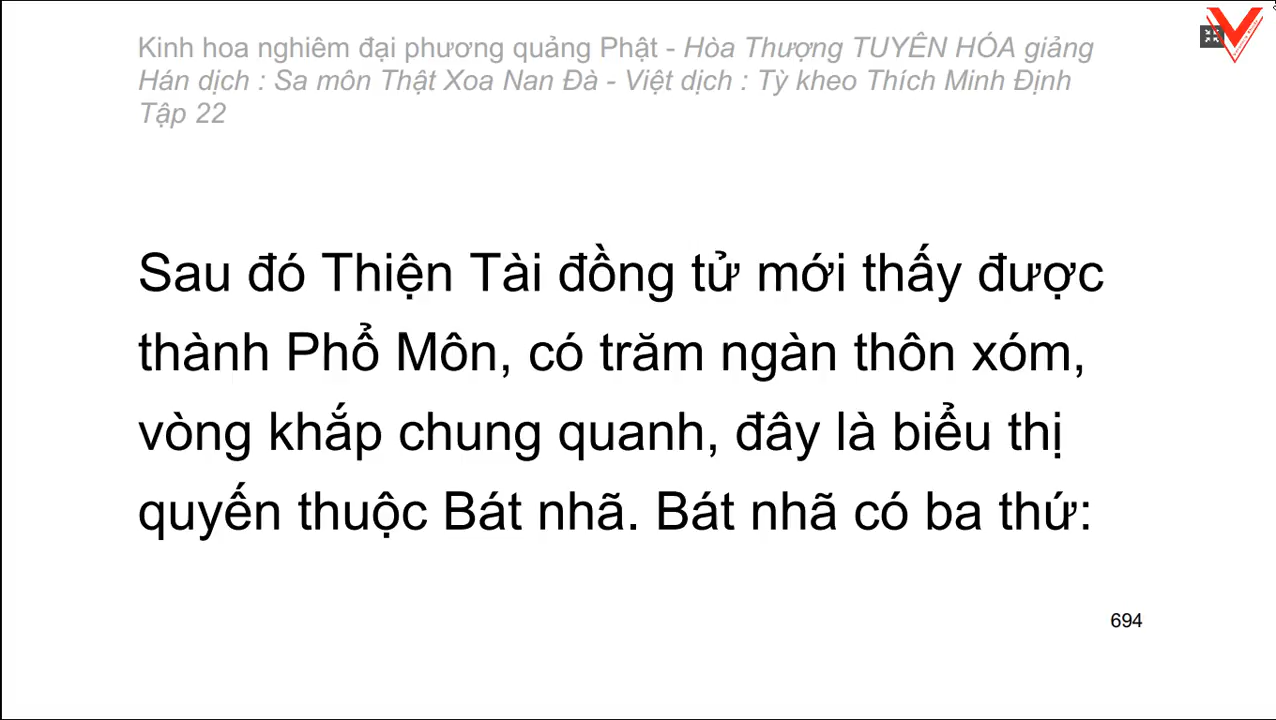 Kinh hoa nghiêm đại phương quảng Phật - Hòa Thượng TUYÊN HÓA giảng
Hán dịch : Sa môn Thật Xoa Nan Đà - Việt dịch : Tỳ kheo Thích Minh Định
Tập 22
Sau đó Thiện Tài đồng tử mới thấy được
thành Phổ Môn, có trăm ngàn thôn xóm,
vòng khắp chung quanh, đây là biểu thị
quyến thuộc Bát nhã. Bát nhã có ba thứ:
694